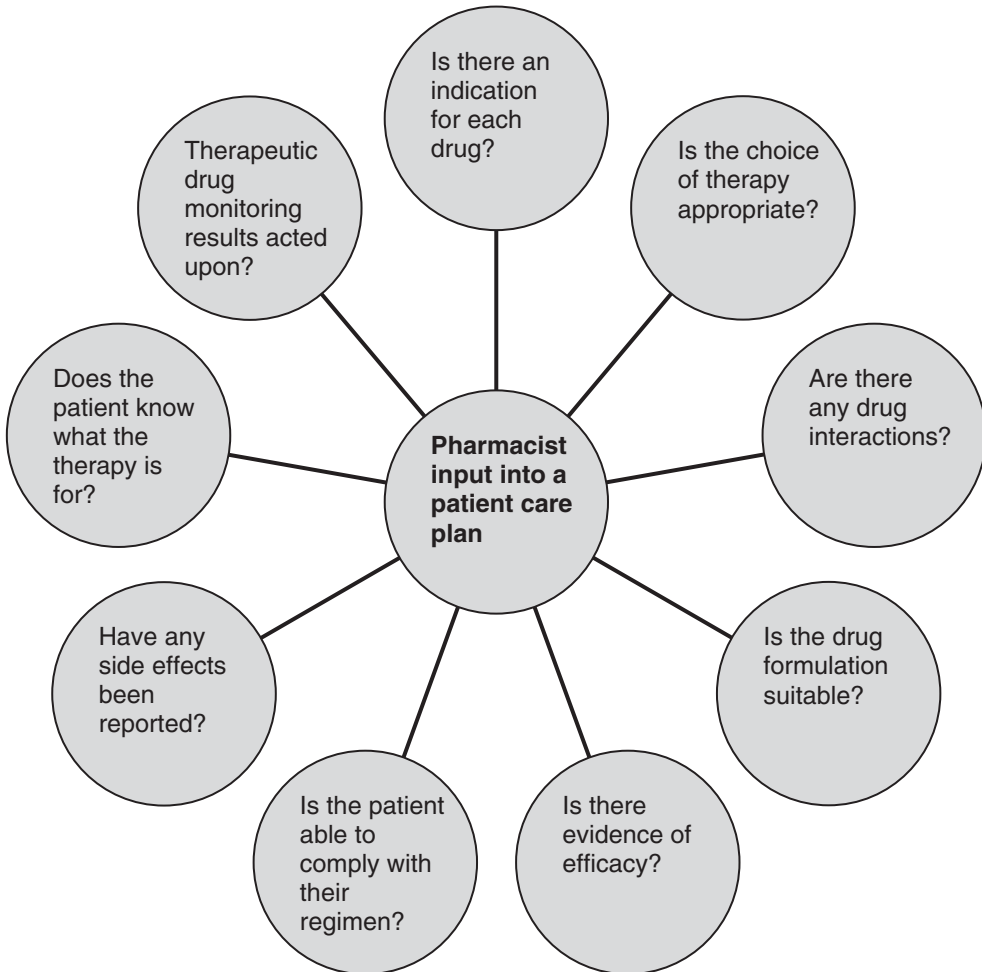 Is there an
indication
for each
drug?
Is the choice
of therapy
appropriate?
Are there
any drug
interactions?
Is the drug
formulation
suitable?
Is there
evidence of
efficacy?
Is the patient
able to
comply with
their
regimen?
Have any
side effects
been
reported?
Does the
patient know
what the
therapy is
for?
Therapeutic
drug
monitoring
results acted
upon?
Pharmacist
input into a
patient care
plan